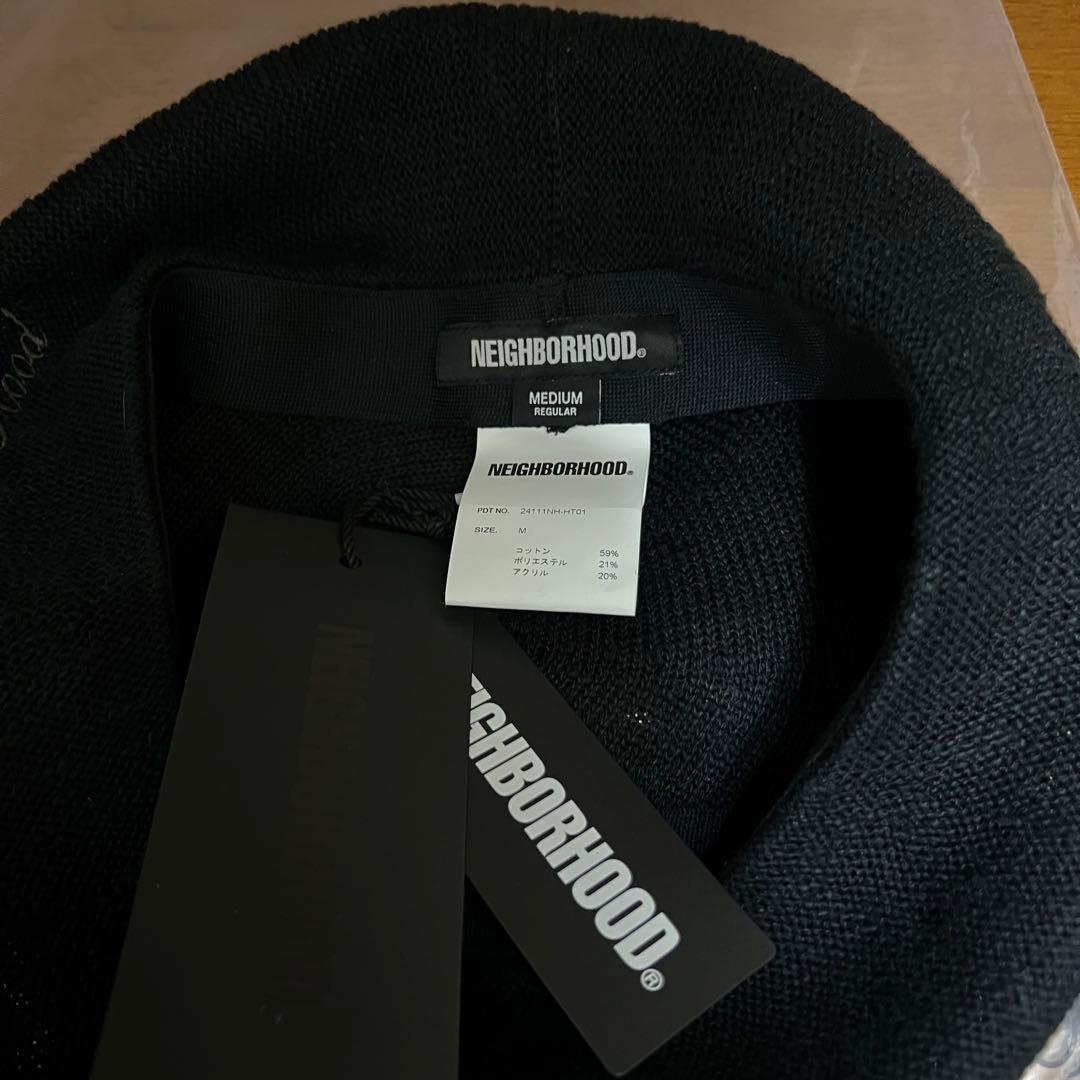 NEIGHBORHOOD®
MEDIUM
REGULAR
NEIGHBORHOOD®
PDT NO. 24111NH-HT01
SIZE. M
コットン 59%
ポリエステル 21%
アクリル 20%
NEIGHBORHOOD
EIGHBORHOOD®